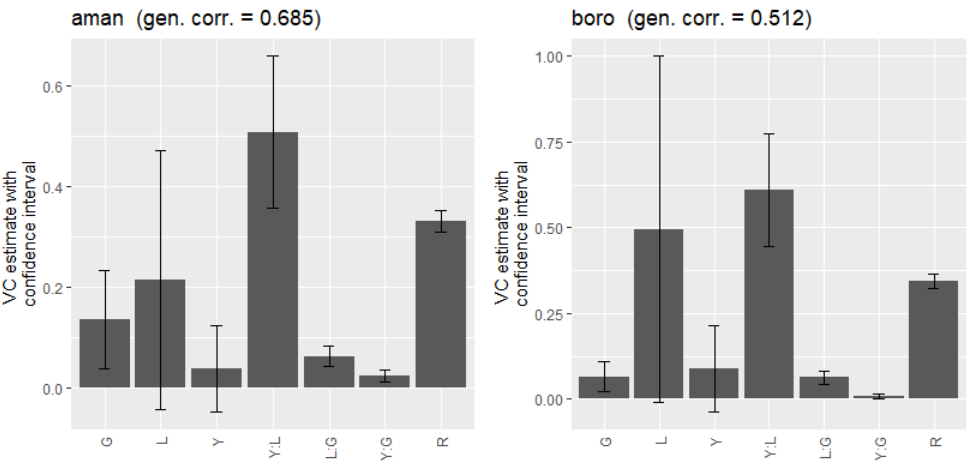 aman (gen. corr. = 0.685)
VC estimate with
confidence interval
0.6
0.4
0.2
0.0
G
L
Y
Y:L
L:G
Y:G
R
boro (gen. corr. = 0.512)
VC estimate with
confidence interval
1.00
0.75
0.50
0.25
0.00
G
L
Y
Y:L
L:G
Y:G
R